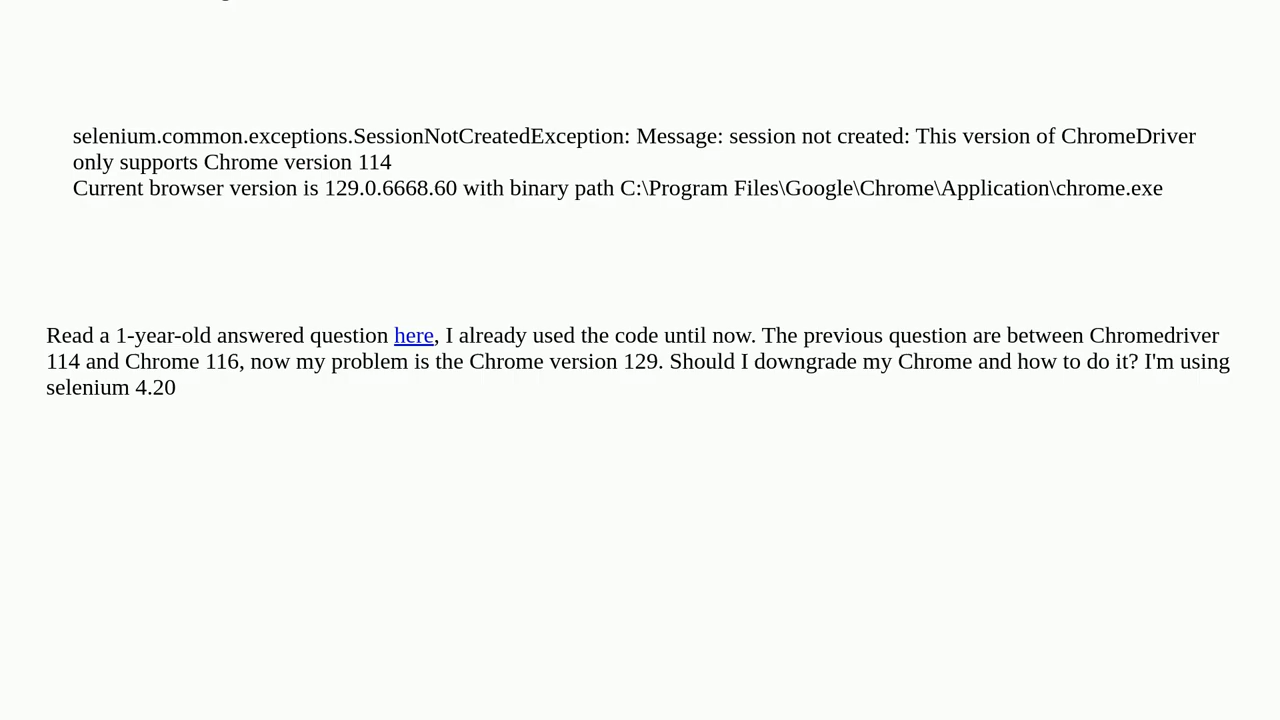 selenium.common.exceptions.SessionNotCreatedException: Message: session not created: This version of ChromeDriver
only supports Chrome version 114
Current browser version is 129.0.6668.60 with binary path C:\Program Files\Google\Chrome\Application\chrome.exe
Read a 1-year-old answered question here, I already used the code until now. The previous question are between Chromedriver
114 and Chrome 116, now my problem is the Chrome version 129. Should I downgrade my Chrome and how to do it? I'm using
selenium 4.20